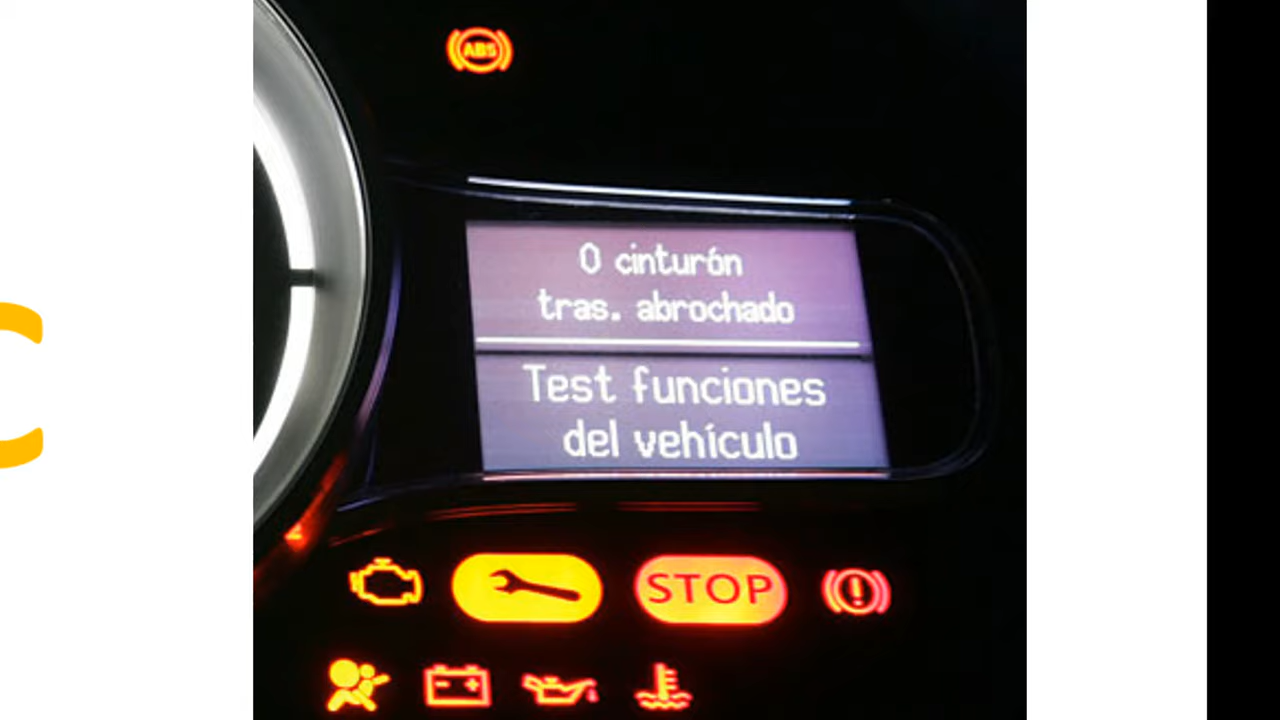 ABS
0 cinturón
tras. abrochado
Test funciones
del vehículo
STOP